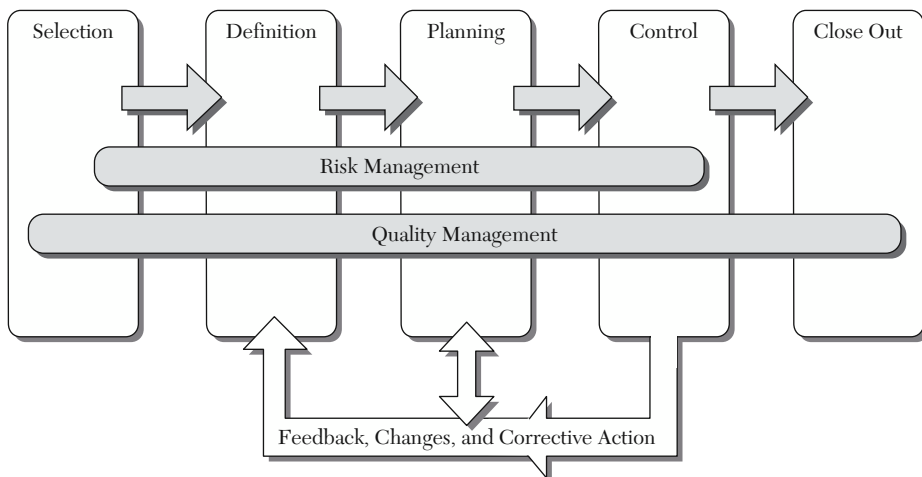 Selection
Definition
Planning
Control
Close Out
Risk Management
Quality Management
Feedback, Changes, and Corrective Action